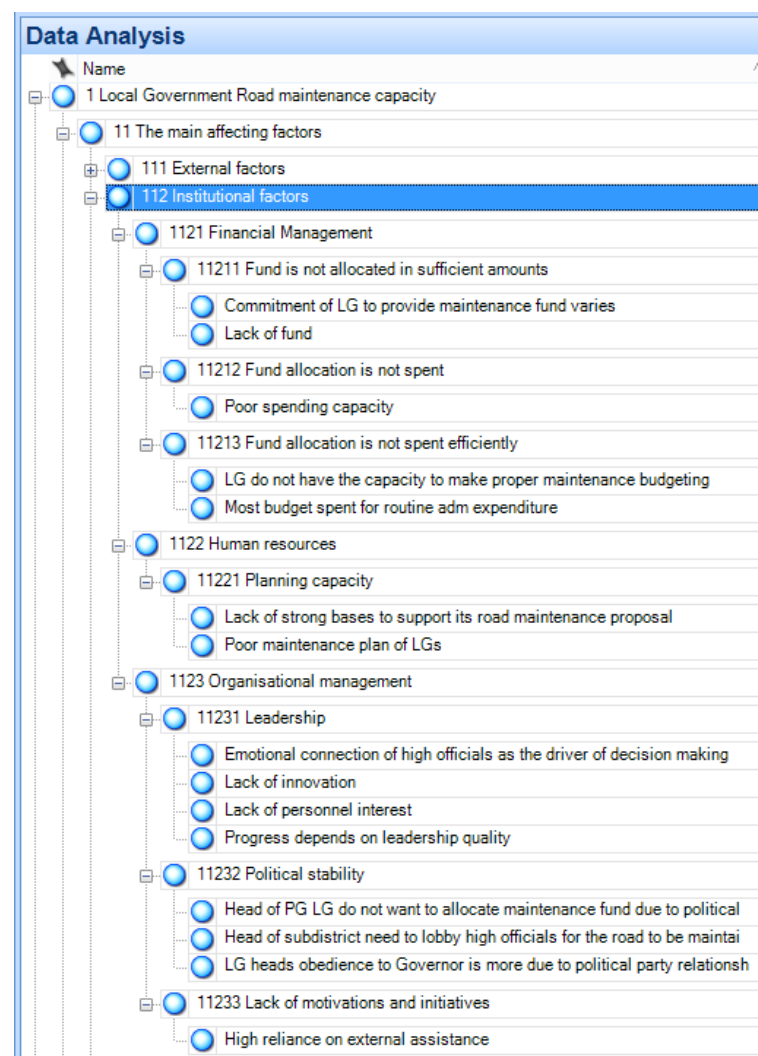 Data Analysis
Name
1 Local Government Road maintenance capacity
11 The main affecting factors
111 External factors
112 Institutional factors
1121 Financial Management
11211 Fund is not allocated in sufficient amounts
Commitment of LG to provide maintenance fund varies
Lack of fund
11212 Fund allocation is not spent
Poor spending capacity
11213 Fund allocation is not spent efficiently
LG do not have the capacity to make proper maintenance budgeting
Most budget spent for routine adm expenditure
1122 Human resources
11221 Planning capacity
Lack of strong bases to support its road maintenance proposal
Poor maintenance plan of LGs
1123 Organisational management
11231 Leadership
Emotional connection of high officials as the driver of decision making
Lack of innovation
Lack of personnel interest
Progress depends on leadership quality
11232 Political stability
Head of PG LG do not want to allocate maintenance fund due to political
Head of subdistrict need to lobby high officials for the road to be maintai
LG heads obedience to Governor is more due to political party relationsh
11233 Lack of motivations and initiatives
High reliance on external assistance